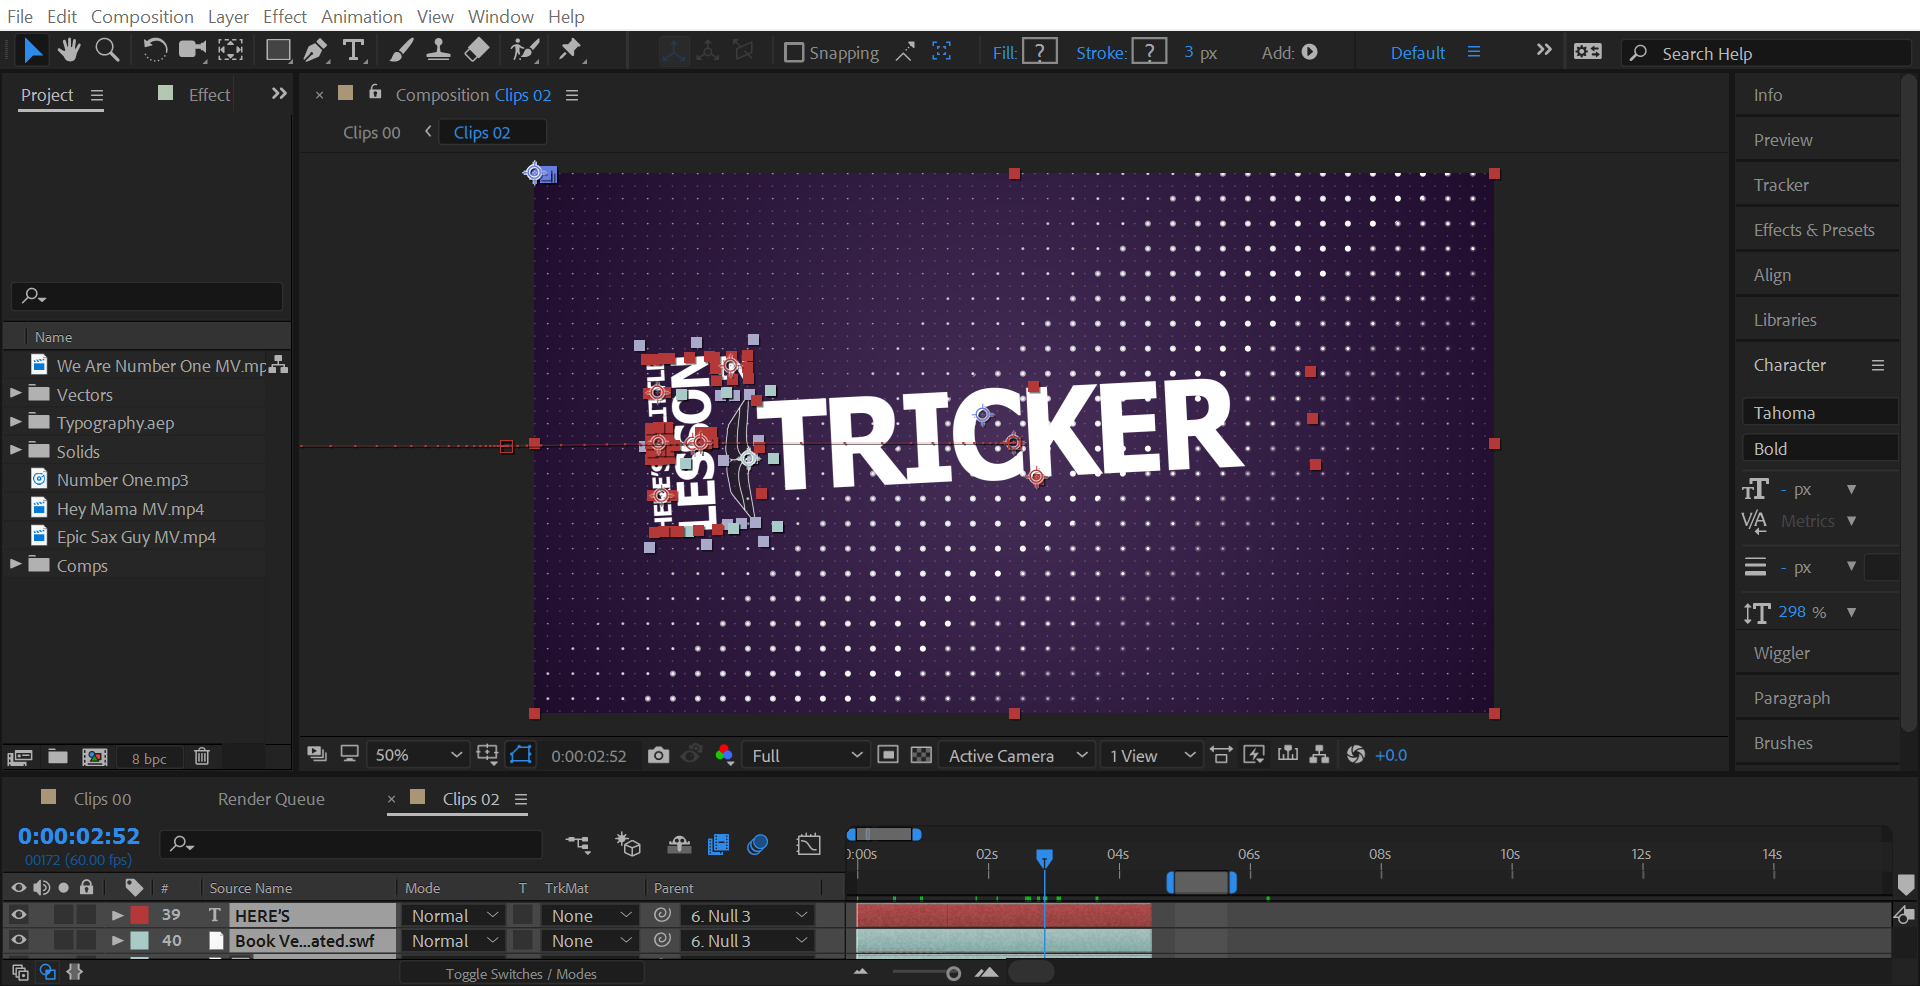 File Edit Composition Layer Effect Animation View Window Help
Snapping Fill: ? Stroke: ? 3 px Add: Default Search Help
Project Effect
Composition Clips 02
Clips 00 Clips 02
Name
We Are Number One MV.mp
Vectors
Typography.aep
Solids
Number One.mp3
Hey Mama MV.mp4
Epic Sax Guy MV.mp4
Comps
8 bpc
HERE'S
LESSON
TRICKER
50% 0:00:02:52 Full Active Camera 1 View +0.0
Info
Preview
Tracker
Effects & Presets
Align
Libraries
Character
Tahoma
Bold
- px
Metrics
- px
298 %
Wiggler
Paragraph
Brushes
Clips 00 Render Queue Clips 02
0:00:02:52
00172 (60.00 fps)
):00s 02s 04s 06s 08s 10s 12s 14s
# Source Name Mode T TrkMat Parent
39 T HERE'S Normal None 6. Null 3
40 Book Ve...ated.swf Normal None 6. Null 3
Toggle Switches / Modes